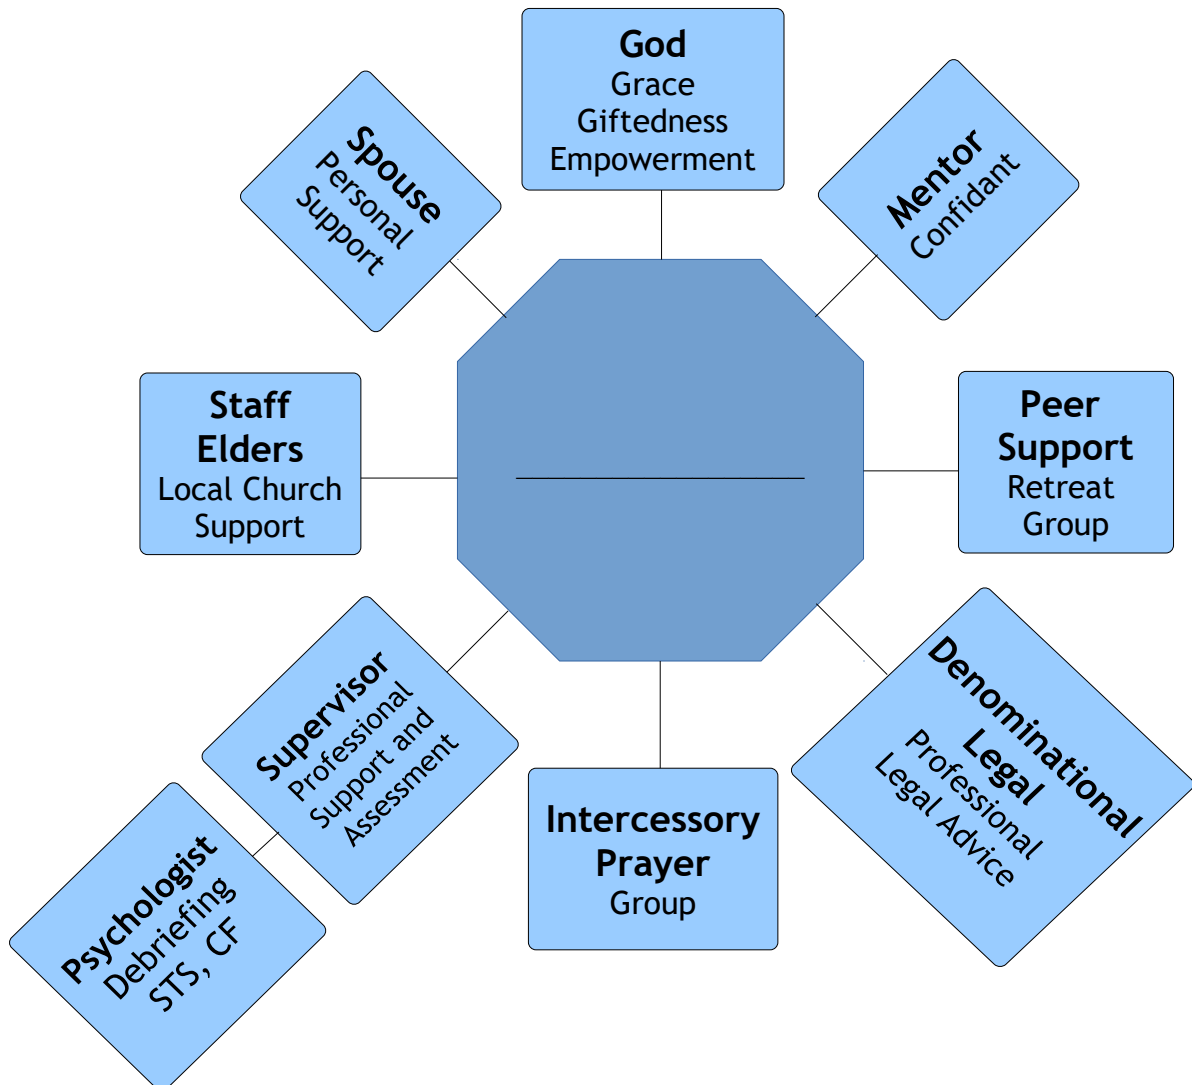 God
Grace
Giftedness
Empowerment
Spouse
Personal
Support
Mentor
Confidant
Staff
Elders
Local Church
Support
Peer
Support
Retreat
Group
Supervisor
Professional
Support and
Assessment
Denominational
Legal
Professional
Legal Advice
Intercessory
Prayer
Group
Psychologist
Debriefing
STS, CF